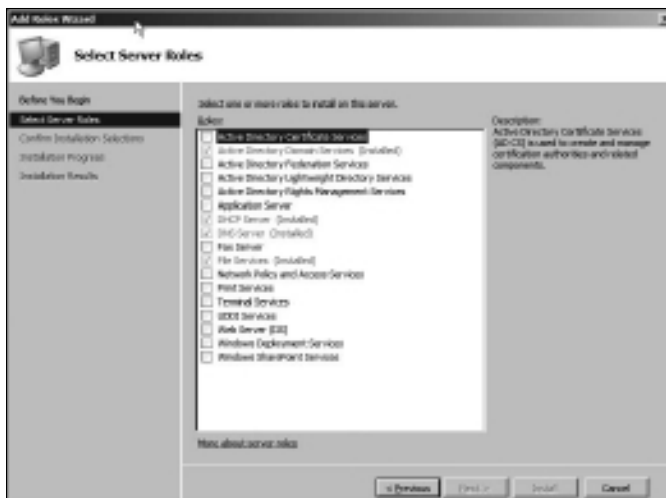 Add Roles Wizard
Select Server Roles
Before You Begin
Select Server Roles
Confirm Installation Selections
Installation Progress
Installation Results
Select one or more roles to install on this server.
Roles:
Active Directory Certificate Services
Active Directory Domain Services (Installed)
Active Directory Federation Services
Active Directory Lightweight Directory Services
Active Directory Rights Management Services
Application Server
DHCP Server (Installed)
DNS Server (Installed)
Fax Server
File Services (Installed)
Network Policy and Access Services
Print Services
Terminal Services
UDDI Services
Web Server (IIS)
Windows Deployment Services
Windows SharePoint Services
Description:
Active Directory Certificate Services
(AD CS) is used to create and manage
certification authorities and related
components.
More about server roles
< Previous
Next >
Install
Cancel